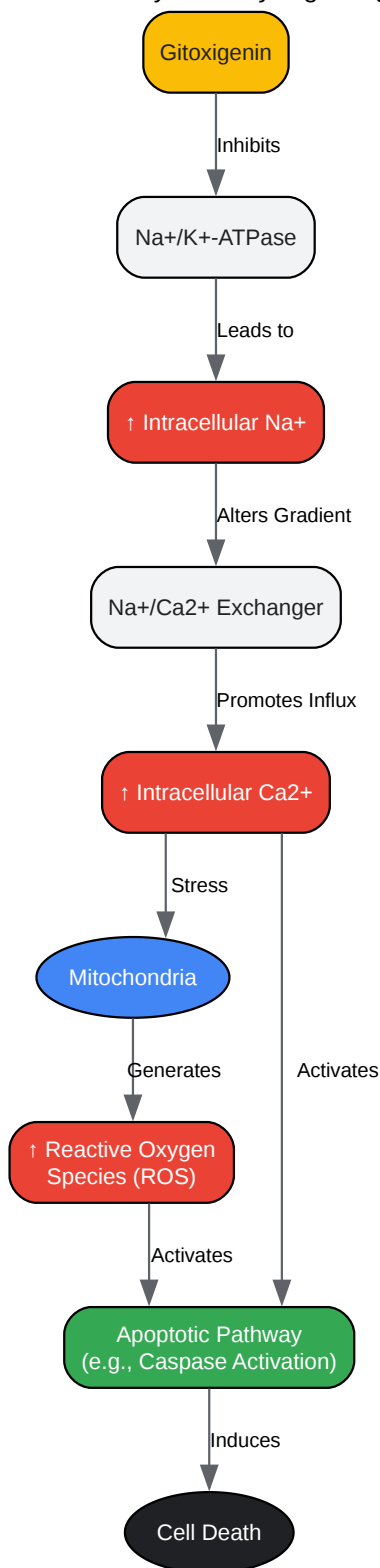 Gitoxigenin
Inhibits
Na+/K+-ATPase
Leads to
↑ Intracellular Na+
Alters Gradient
Na+/Ca2+ Exchanger
Promotes Influx
↑ Intracellular Ca2+
Stress
Mitochondria
Generates
Activates
↑ Reactive Oxygen
Species (ROS)
Activates
Apoptotic Pathway
(e.g., Caspase Activation)
Induces
Cell Death